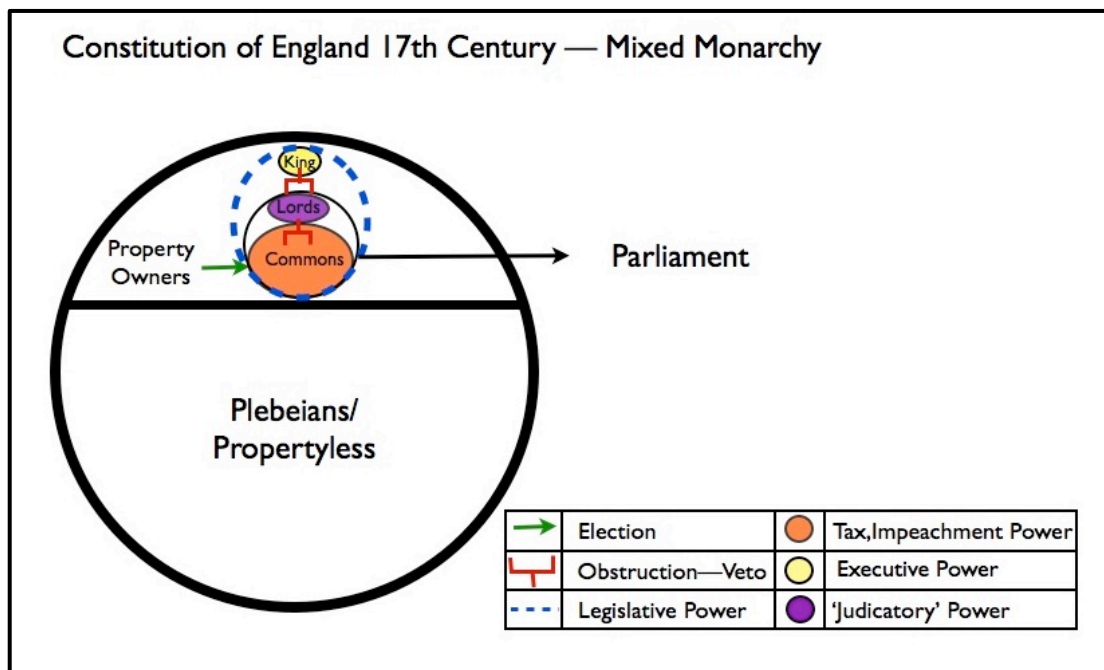 Constitution of England 17th Century — Mixed Monarchy
King
Lords
Commons
Property
Owners
Parliament
Plebeians/
Propertyless
Election
Tax,Impeachment Power
Obstruction—Veto
Executive Power
Legislative Power
‘Judicatory’ Power